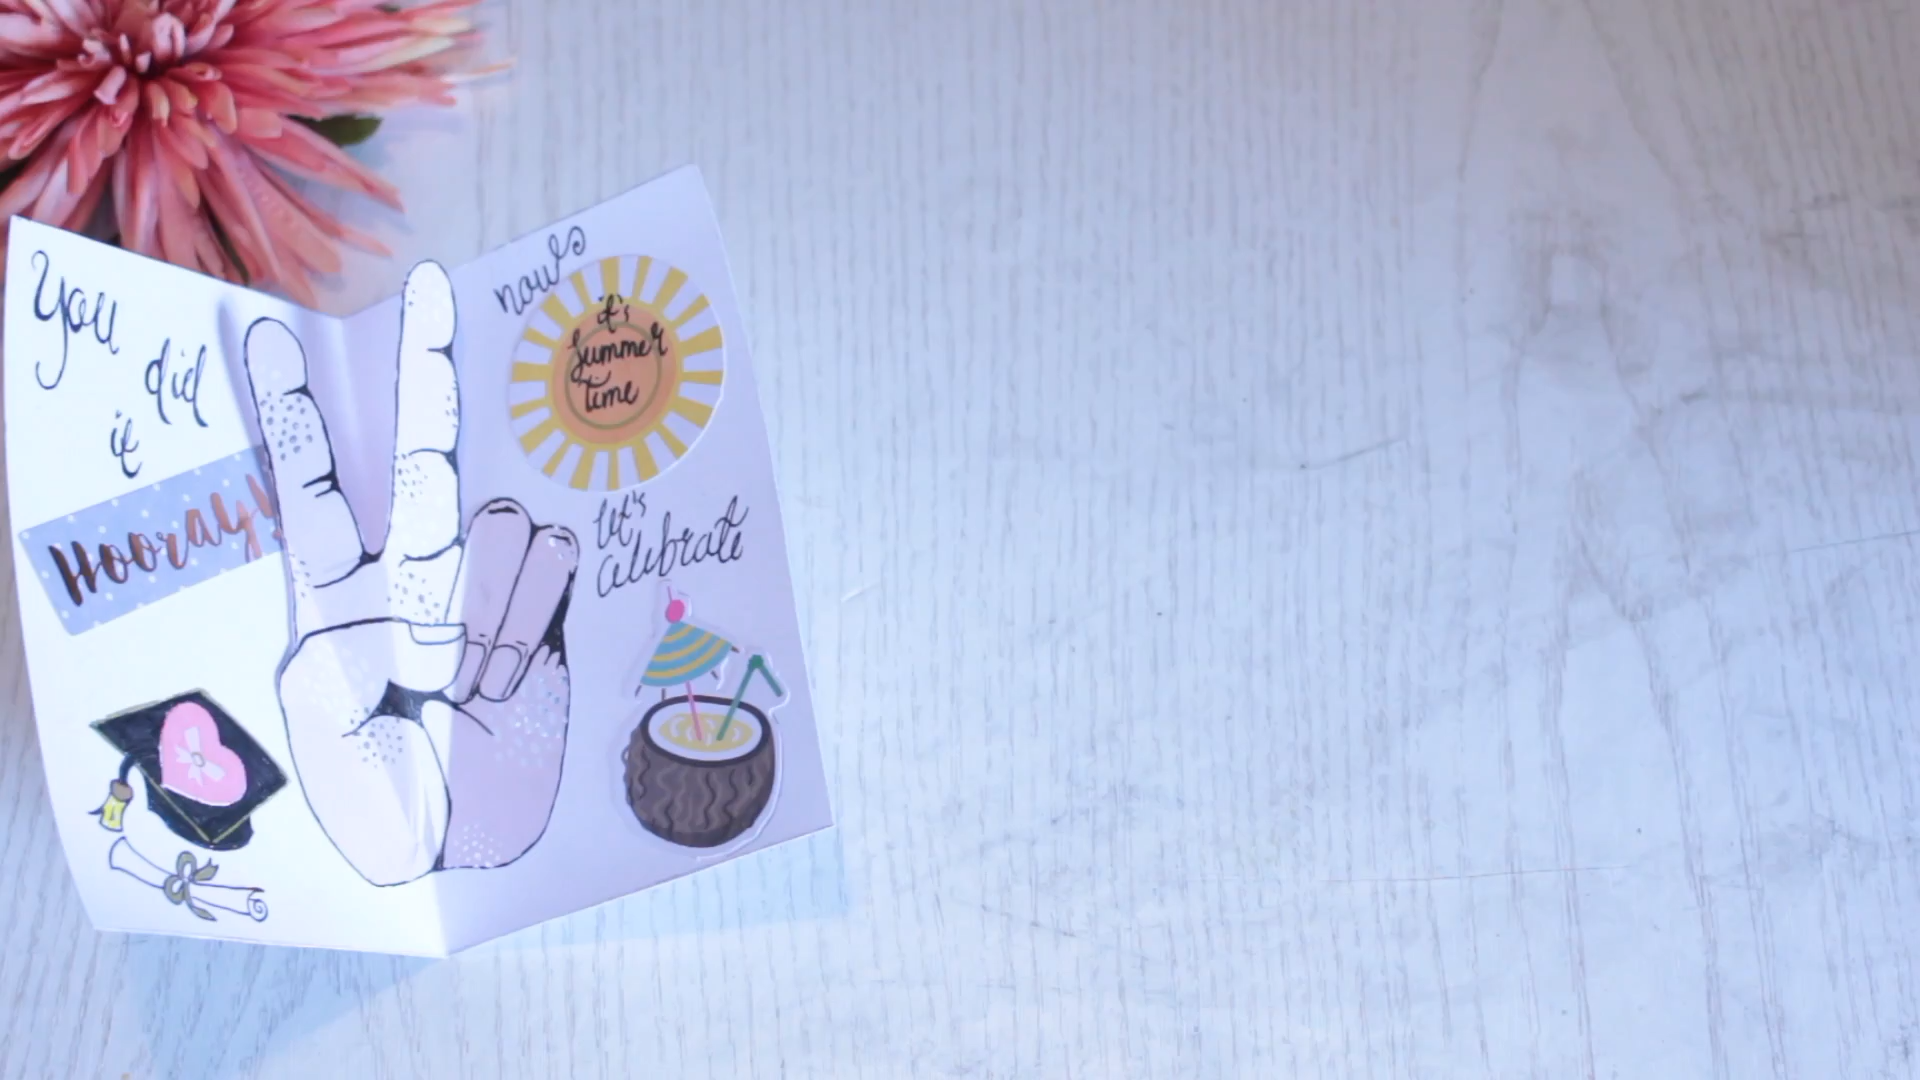 You
did
it
Hooray!
now
it's
summer
time
let's
celebrate